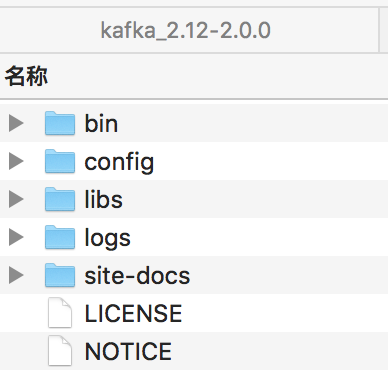 kafka_2.12-2.0.0
名称
bin
config
libs
logs
site-docs
LICENSE
NOTICE